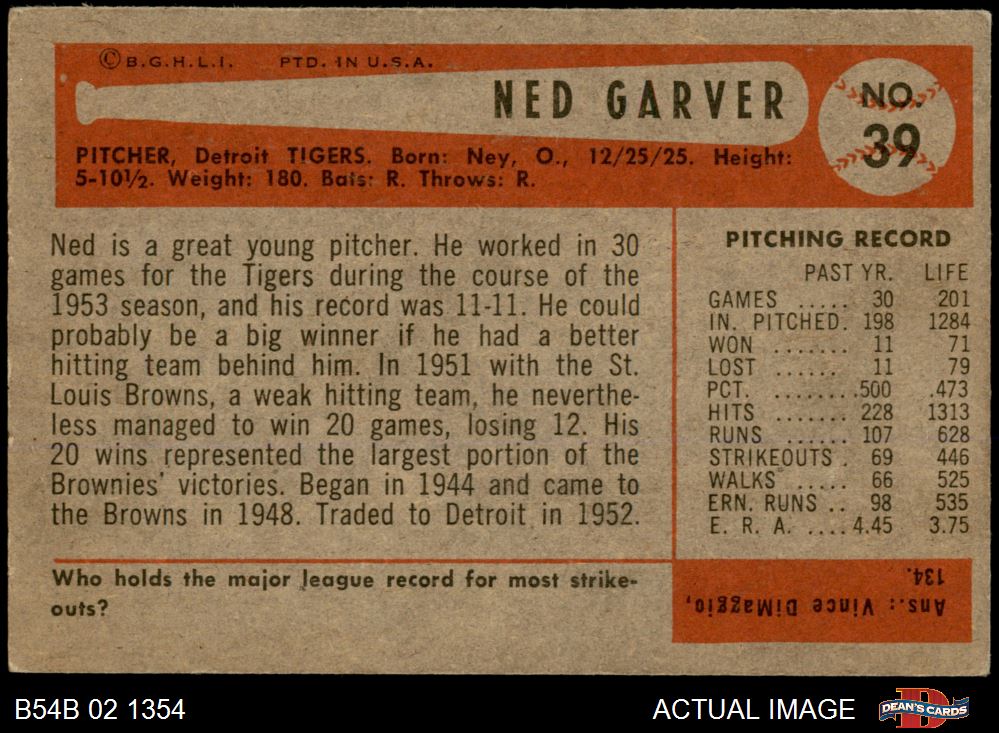 © B.G.H.L.I. PTD. IN U.S.A.
NED GARVER
NO.
39
PITCHER, Detroit TIGERS. Born: Ney, O., 12/25/25. Height:
5-10½. Weight: 180. Bats: R. Throws: R.
Ned is a great young pitcher. He worked in 30
games for the Tigers during the course of the
1953 season, and his record was 11-11. He could
probably be a big winner if he had a better
hitting team behind him. In 1951 with the St.
Louis Browns, a weak hitting team, he neverthe-
less managed to win 20 games, losing 12. His
20 wins represented the largest portion of the
Brownies' victories. Began in 1944 and came to
the Browns in 1948. Traded to Detroit in 1952.
PITCHING RECORD
PAST YR. LIFE
GAMES ..... 30 201
IN. PITCHED. 198 1284
WON ....... 11 71
LOST ...... 11 79
PCT. ........500 .473
HITS ....... 228 1313
RUNS ...... 107 628
STRIKEOUTS . 69 446
WALKS ..... 66 525
ERN. RUNS .. 98 535
E. R. A. ....4.45 3.75
Who holds the major league record for most strike-
outs?
Ans.: Vince DiMaggio,
134.
B54B 02 1354
ACTUAL IMAGE
D
DEAN'S CARDS